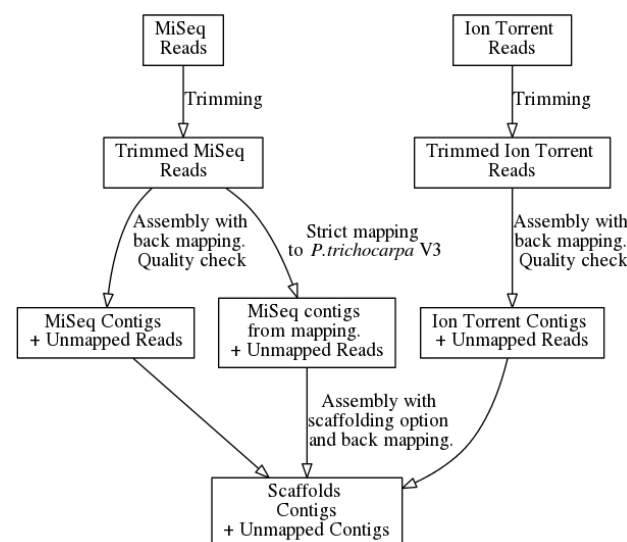 MiSeq
Reads
Ion Torrent
Reads
Trimming
Trimming
Trimmed MiSeq
Reads
Trimmed Ion Torrent
Reads
Assembly with
back mapping.
Quality check
Strict mapping
to P.trichocarpa V3
Assembly with
back mapping.
Quality check
MiSeq Contigs
+ Unmapped Reads
MiSeq contigs
from mapping.
+ Unmapped Reads
Ion Torrent Contigs
+ Unmapped Reads
Assembly with
scaffolding option
and back mapping.
Scaffolds
Contigs
+ Unmapped Contigs